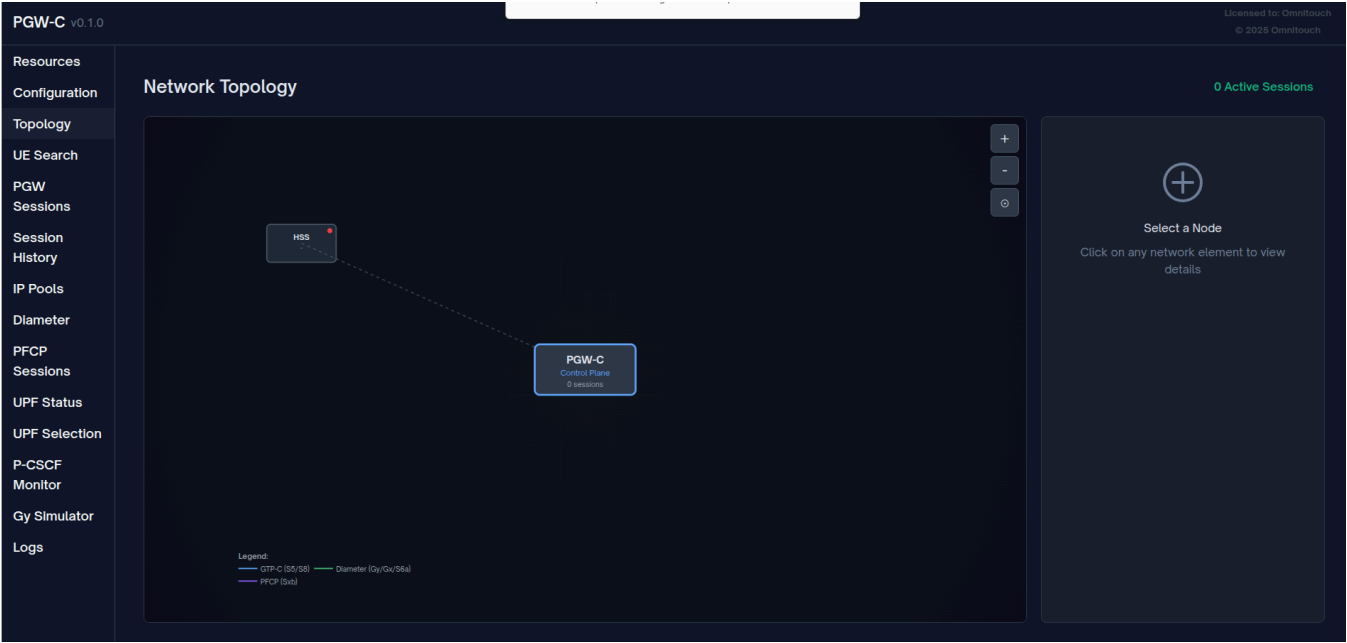 PGW-C v0.1.0
Licensed to: Omnitouch
© 2025 Omnitouch
Resources
Configuration
Topology
UE Search
PGW
Sessions
Session
History
IP Pools
Diameter
PFCP
Sessions
UPF Status
UPF Selection
P-CSCF
Monitor
Gy Simulator
Logs
Network Topology
0 Active Sessions
+
-
HSS
PGW-C
Control Plane
0 sessions
Legend:
GTP-C (S5/S8) Diameter (Gy/Gx/S6a)
PFCP (Sxb)
Select a Node
Click on any network element to view
details